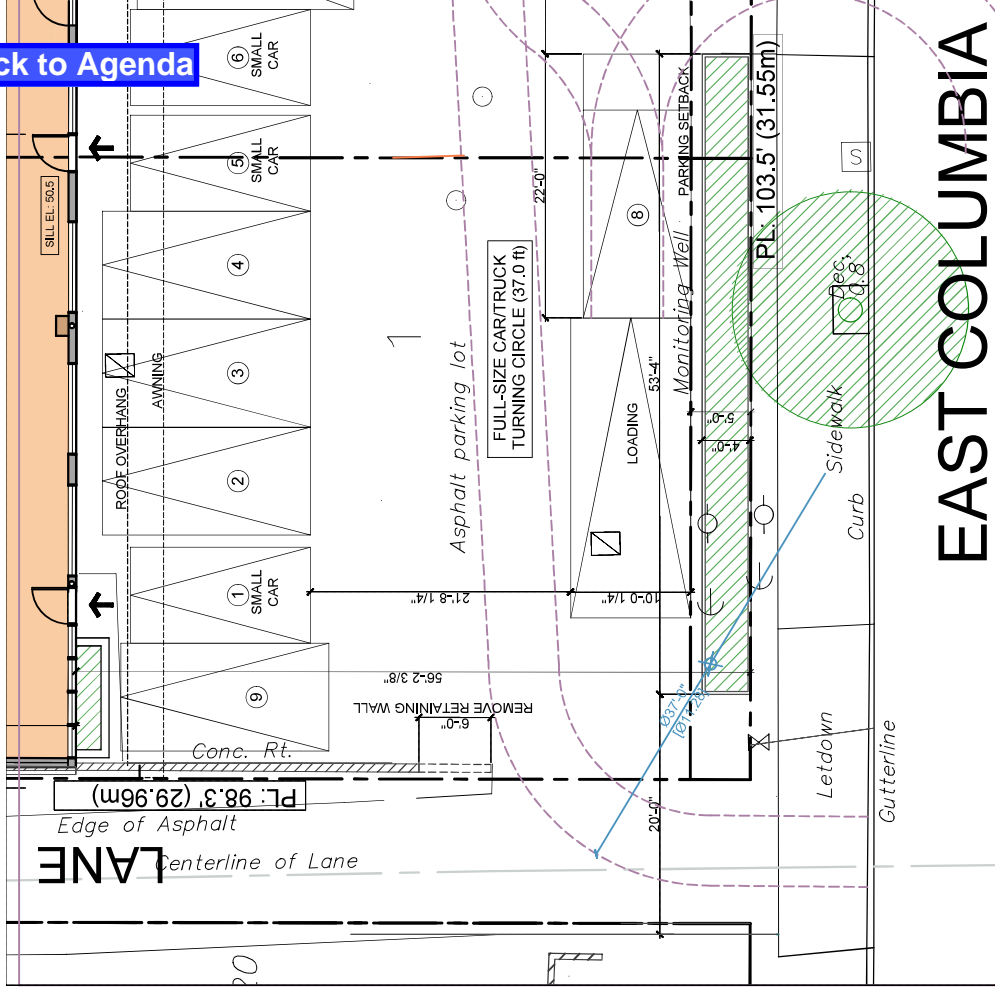 ck to Agenda
6
SMALL
CAR
5
SMALL
CAR
SILL EL: 50.5
4
3
2
1
SMALL
CAR
9
ROOF OVERHANG
AWNING
1
Asphalt parking lot
FULL-SIZE CAR/TRUCK
TURNING CIRCLE (37.0 ft)
22'-0"
8
LOADING
53'-4"
PARKING SETBACK
Monitoring Well
PL: 103.5' (31.55m)
S
Dec.
0.8
5'-0"
4'-0"
Sidewalk
Curb
EAST COLUMBIA
21'-8 1/4"
10'-0 1/4"
56'-2 3/8"
REMOVE RETAINING WALL
6'-0"
Conc. Rt.
PL: 98.3' (29.96m)
Edge of Asphalt
LANE
Centerline of Lane
Ø37'-0"
20'-0"
Letdown
Gutterline
20